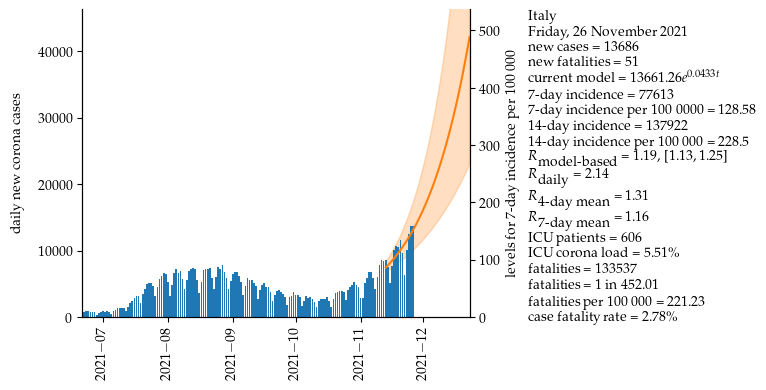 daily new corona cases
40000
30000
20000
10000
0
2021−07
2021−08
2021−09
2021−10
2021−11
2021−12
500
400
300
200
100
0
levels for 7-day incidence per 100 000
Italy
Friday, 26 November 2021
new cases = 13686
new fatalities = 51
current model = 13661.26e^0.0433t
7-day incidence = 77613
7-day incidence per 100 0000 = 128.58
14-day incidence = 137922
14-day incidence per 100 000 = 228.5
R model-based = 1.19, [1.13, 1.25]
R daily = 2.14
R 4-day mean = 1.31
R 7-day mean = 1.16
ICU patients = 606
ICU corona load = 5.51%
fatalities = 133537
fatalities = 1 in 452.01
fatalities per 100 000 = 221.23
case fatality rate = 2.78%